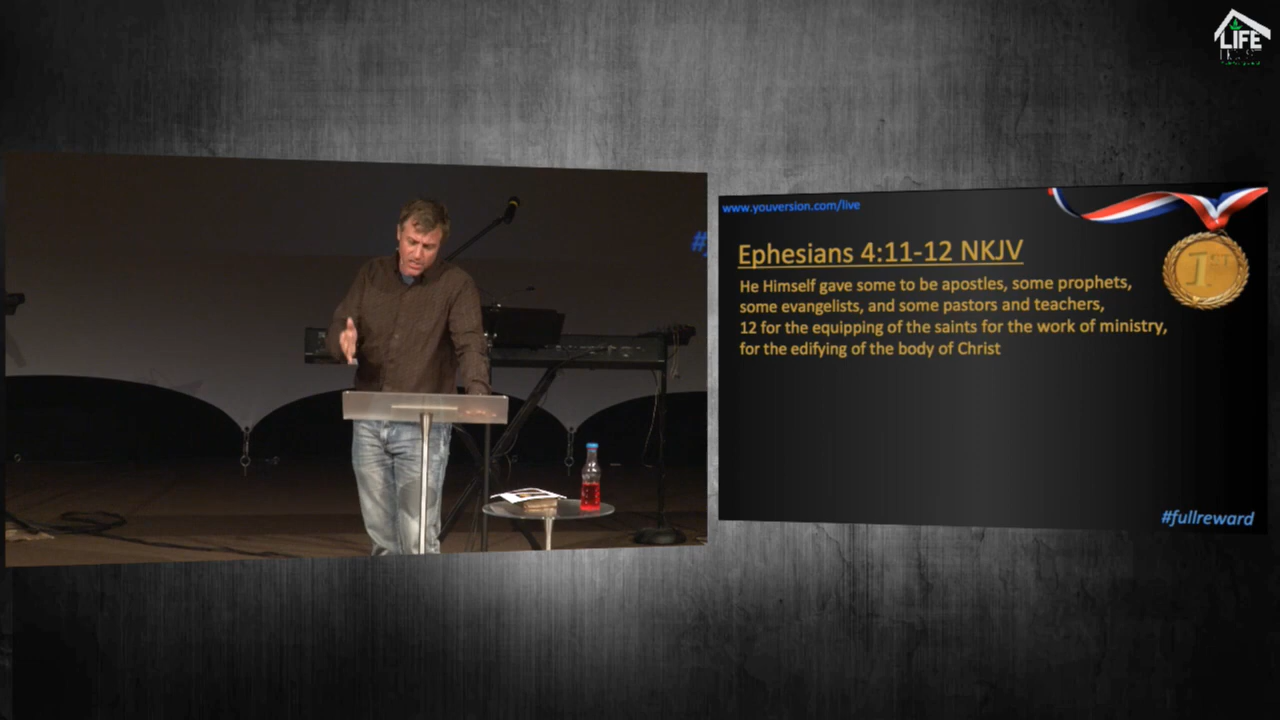 LIFE
#
www.youversion.com/live
1ST
Ephesians 4:11-12 NKJV
He Himself gave some to be apostles, some prophets,
some evangelists, and some pastors and teachers,
12 for the equipping of the saints for the work of ministry,
for the edifying of the body of Christ
#fullreward